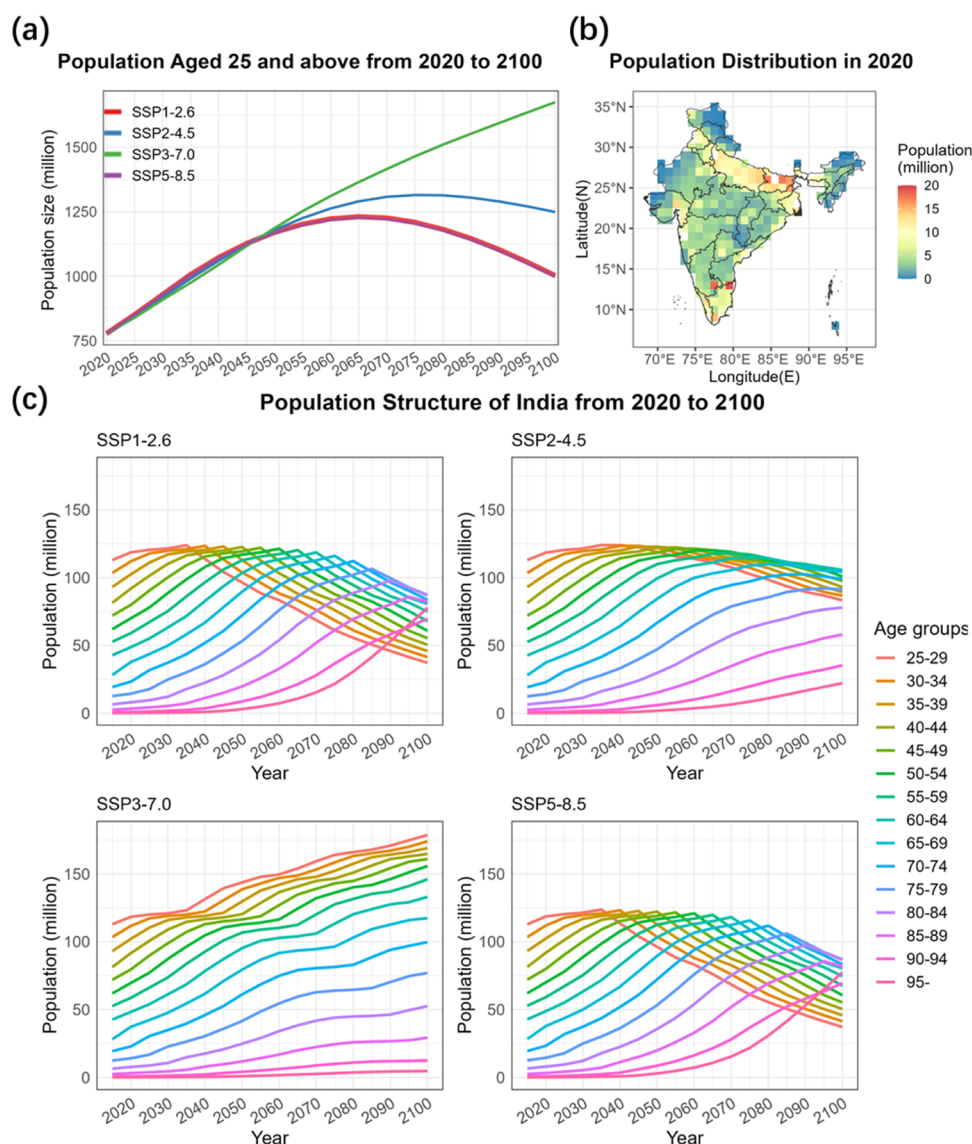 (a)
Population Aged 25 and above from 2020 to 2100
SSP1-2.6
SSP2-4.5
SSP3-7.0
SSP5-8.5
Population size (million)
1500
1250
1000
750
2020
2025
2030
2035
2040
2045
2050
2055
2060
2065
2070
2075
2080
2085
2090
2095
2100
(b)
Population Distribution in 2020
Latitude(N)
35°N
30°N
25°N
20°N
15°N
10°N
70°E
75°E
80°E
85°E
90°E
95°E
Longitude(E)
Population
(million)
20
15
10
5
0
(c)
Population Structure of India from 2020 to 2100
SSP1-2.6
Population (million)
150
100
50
0
2020
2030
2040
2050
2060
2070
2080
2090
2100
Year
SSP2-4.5
Population (million)
150
100
50
0
2020
2030
2040
2050
2060
2070
2080
2090
2100
Year
SSP3-7.0
Population (million)
150
100
50
0
2020
2030
2040
2050
2060
2070
2080
2090
2100
Year
SSP5-8.5
Population (million)
150
100
50
0
2020
2030
2040
2050
2060
2070
2080
2090
2100
Year
Age groups
25-29
30-34
35-39
40-44
45-49
50-54
55-59
60-64
65-69
70-74
75-79
80-84
85-89
90-94
95-